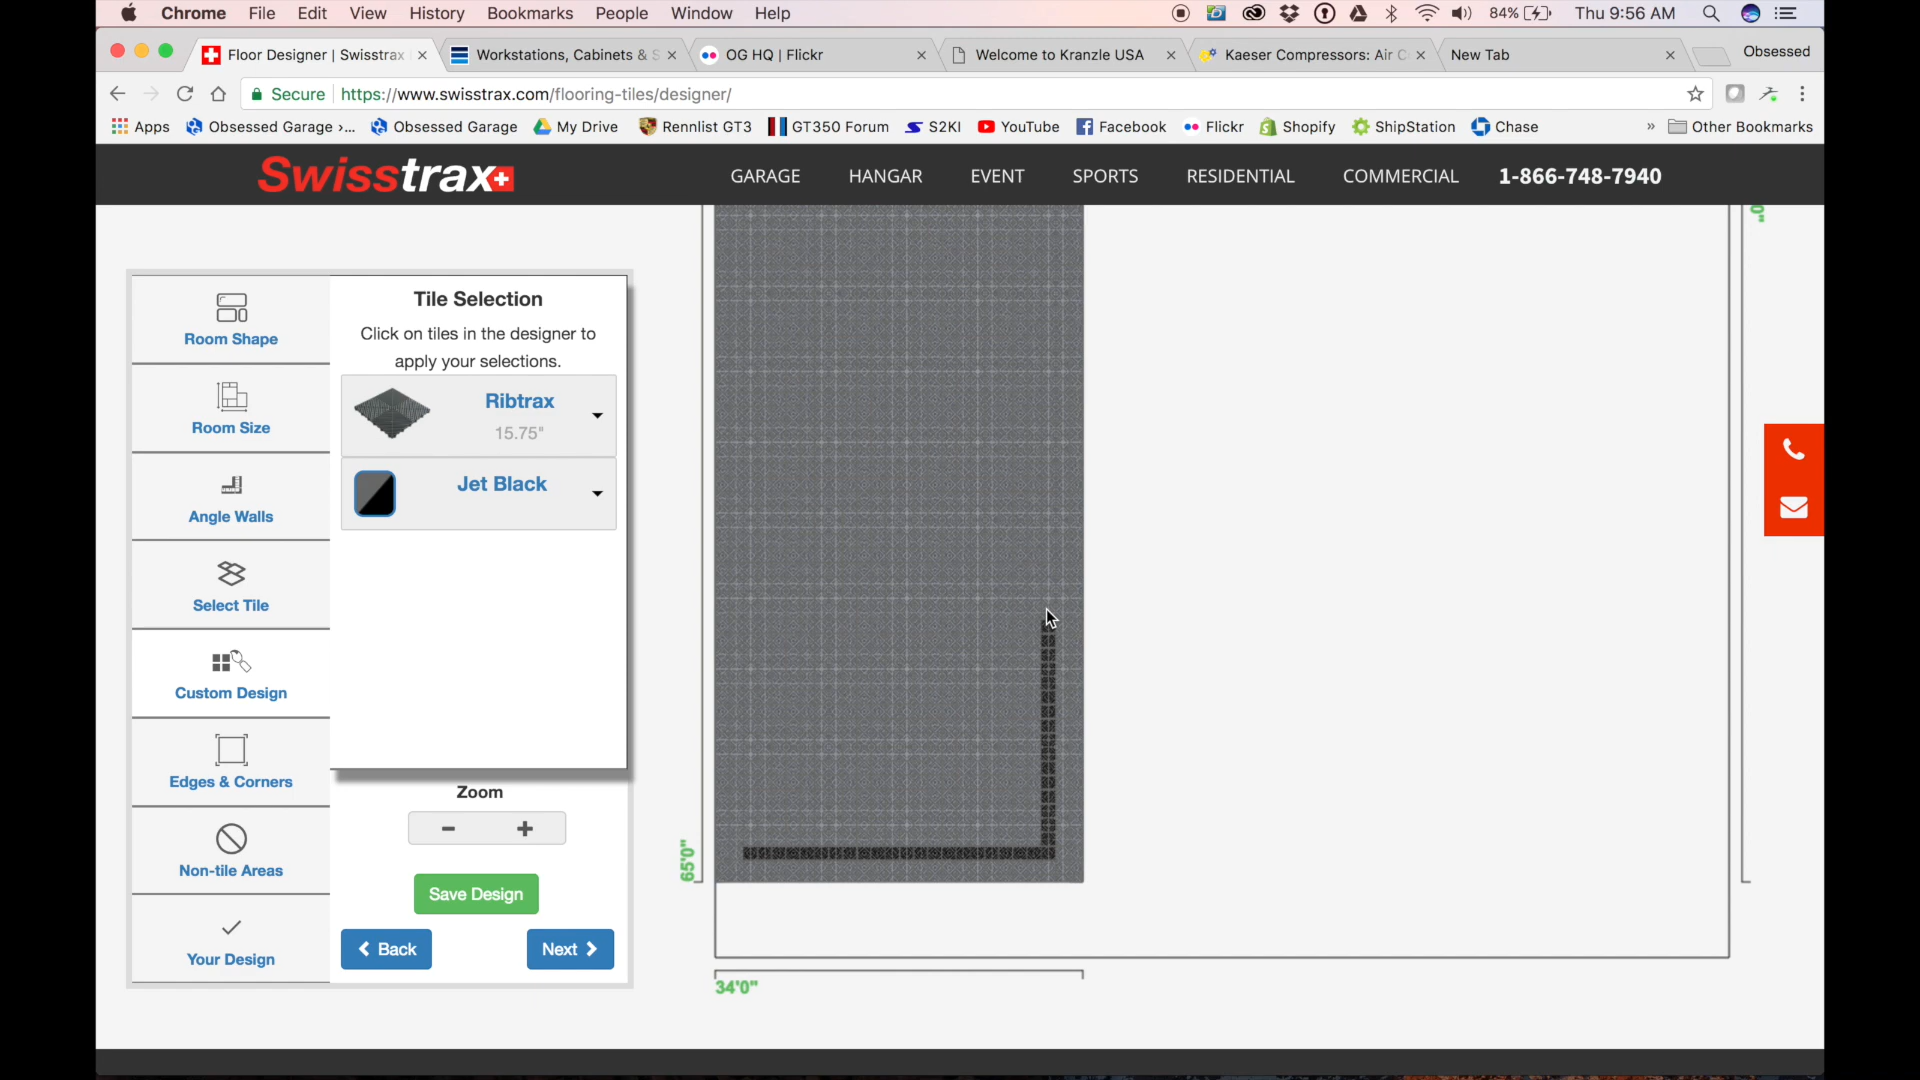 Chrome File Edit View History Bookmarks People Window Help 84% Thu 9:56 AM
Floor Designer | Swisstrax
Workstations, Cabinets & S
OG HQ | Flickr
Welcome to Kranzle USA
Kaeser Compressors: Air C
New Tab
Obsessed
Secure https://www.swisstrax.com/flooring-tiles/designer/
Apps Obsessed Garage ›... Obsessed Garage My Drive Rennlist GT3 GT350 Forum S2KI YouTube Facebook Flickr Shopify ShipStation Chase » Other Bookmarks
Swisstrax GARAGE HANGAR EVENT SPORTS RESIDENTIAL COMMERCIAL 1-866-748-7940
Room Shape
Room Size
Angle Walls
Select Tile
Custom Design
Edges & Corners
Non-tile Areas
Your Design
Tile Selection
Click on tiles in the designer to
apply your selections.
Ribtrax
15.75"
Jet Black
Zoom
- +
Save Design
Back Next
65'0"
34'0"
0"